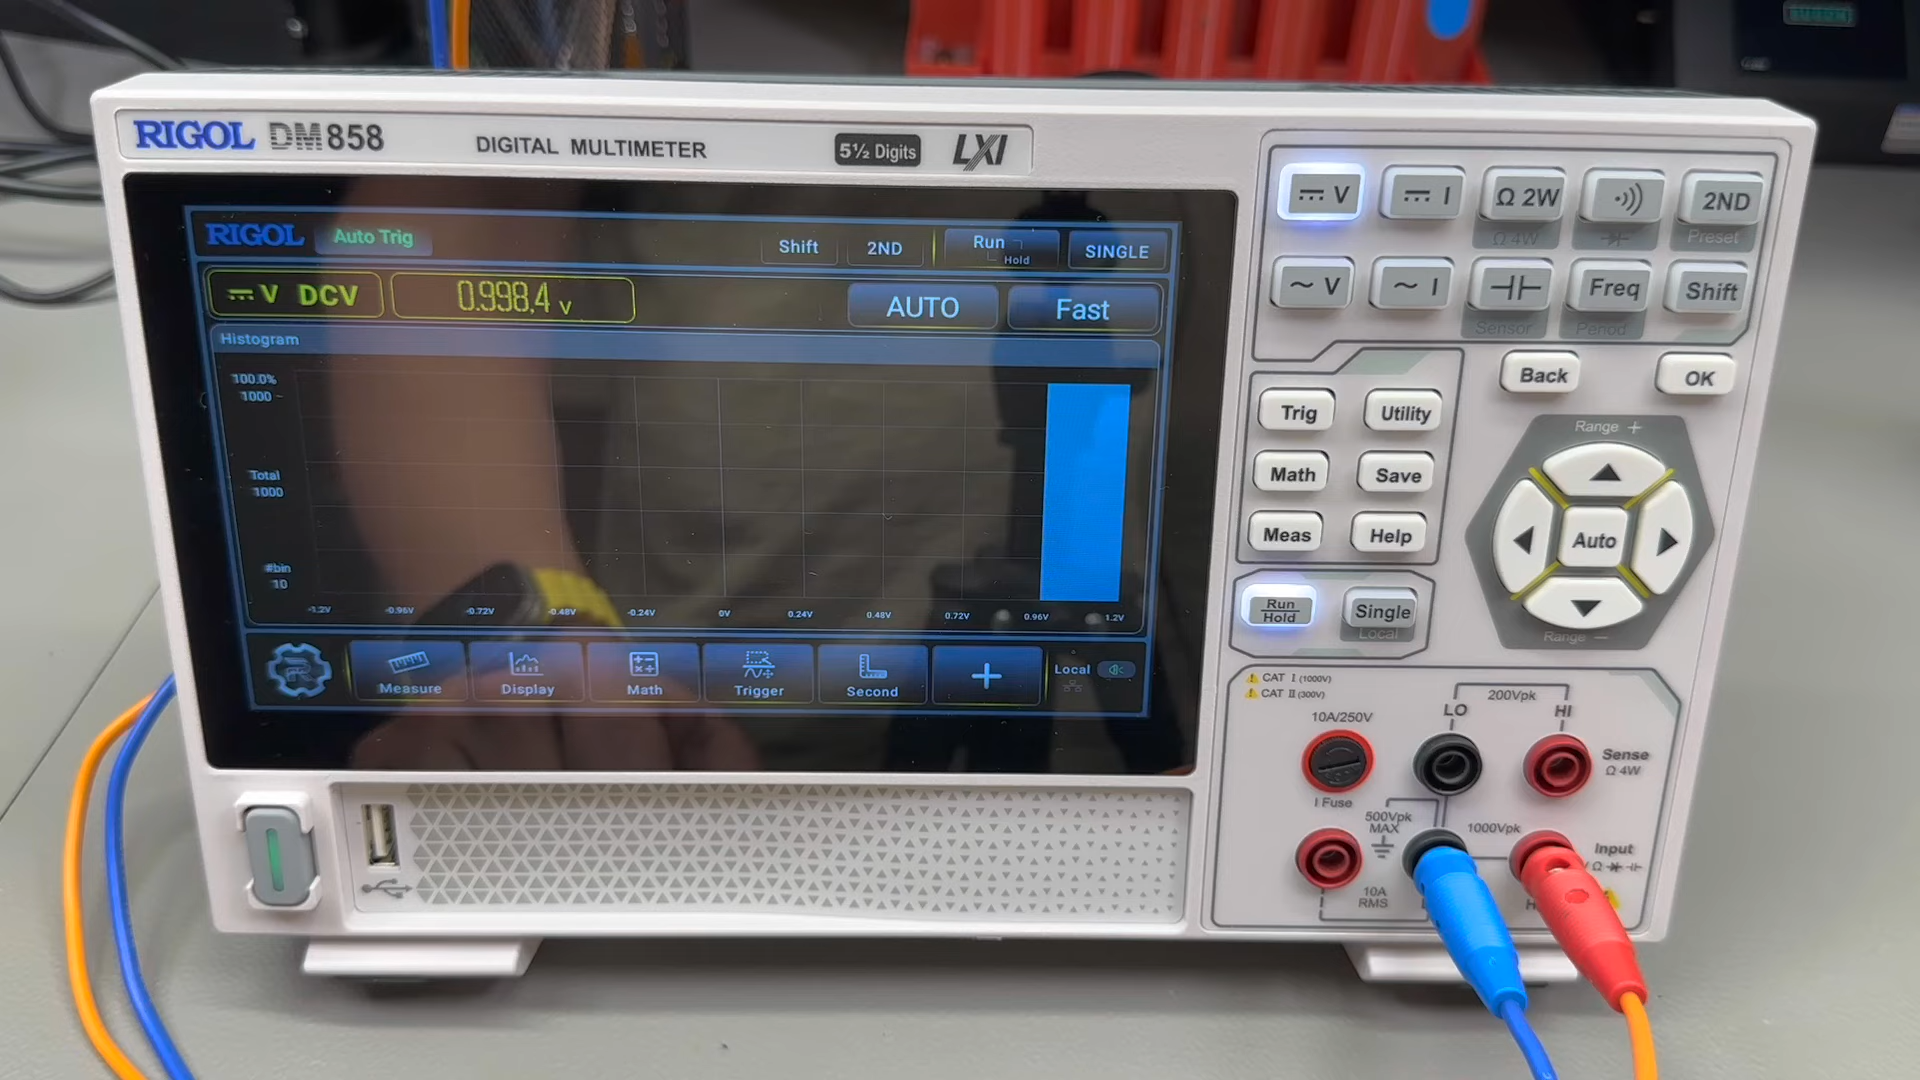 RIGOL DM858 DIGITAL MULTIMETER 5½ Digits LXI
RIGOL Auto Trig Shift 2ND Run Hold SINGLE
V DCV 0.998,4 V AUTO Fast
Histogram
100.0%
1000
Total
1000
#bin
10
-1.2V -0.96V -0.72V -0.48V -0.24V 0V 0.24V 0.48V 0.72V 0.96V 1.2V
Measure Display Math Trigger Second + Local
V I Ω 2W 2ND
Ω 4W Preset
~ V ~ I Freq Shift
Sensor Period
Back OK
Trig Utility
Math Save
Meas Help
Run
Hold
Single
Local
Range +
Auto
Range −
CAT I (1000V)
CAT II (300V)
200Vpk
LO HI
10A/250V
Sense
Ω 4W
I Fuse
500Vpk
MAX
1000Vpk
Input
Ω
10A
RMS
H